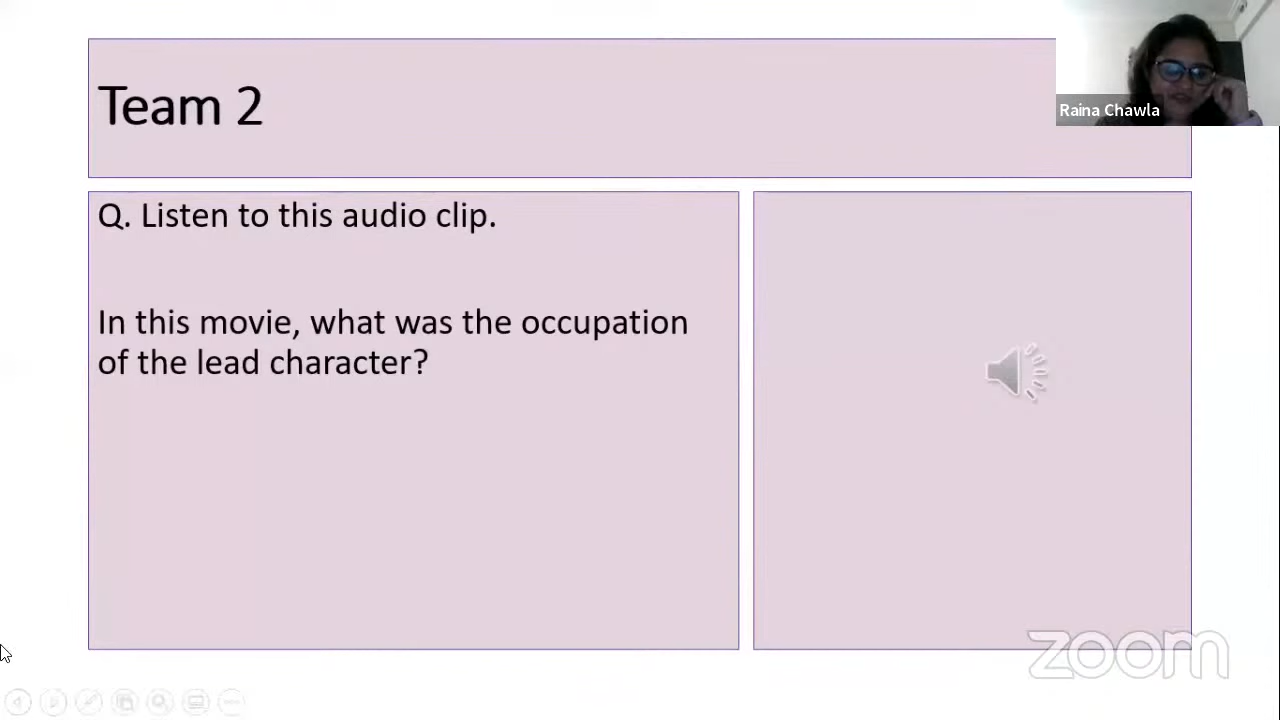 Team 2
Raina Chawla
Q. Listen to this audio clip.
In this movie, what was the occupation
of the lead character?
zoom